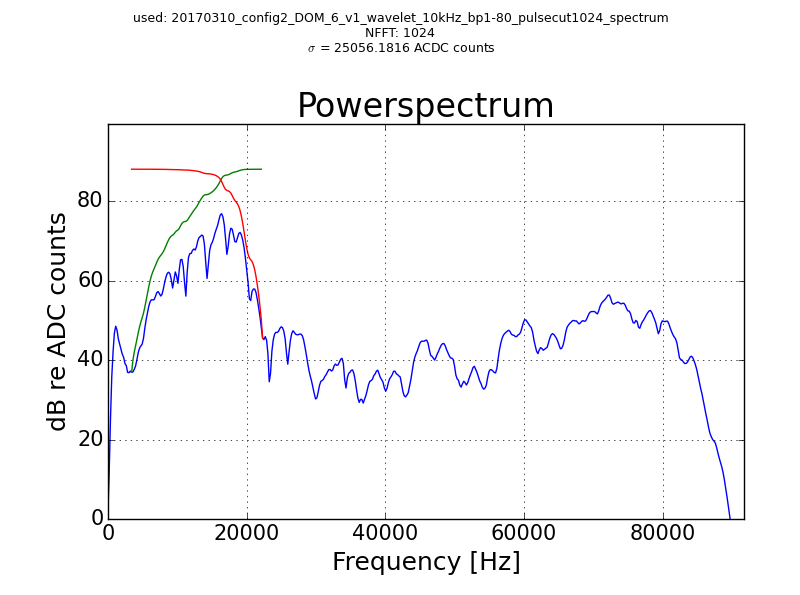 used: 20170310_config2_DOM_6_v1_wavelet_10kHz_bp1-80_pulsecut1024_spectrum
NFFT: 1024
σ = 25056.1816 ACDC counts
Powerspectrum
dB re ADC counts
80
60
40
20
0
0 20000 40000 60000 80000
Frequency [Hz]